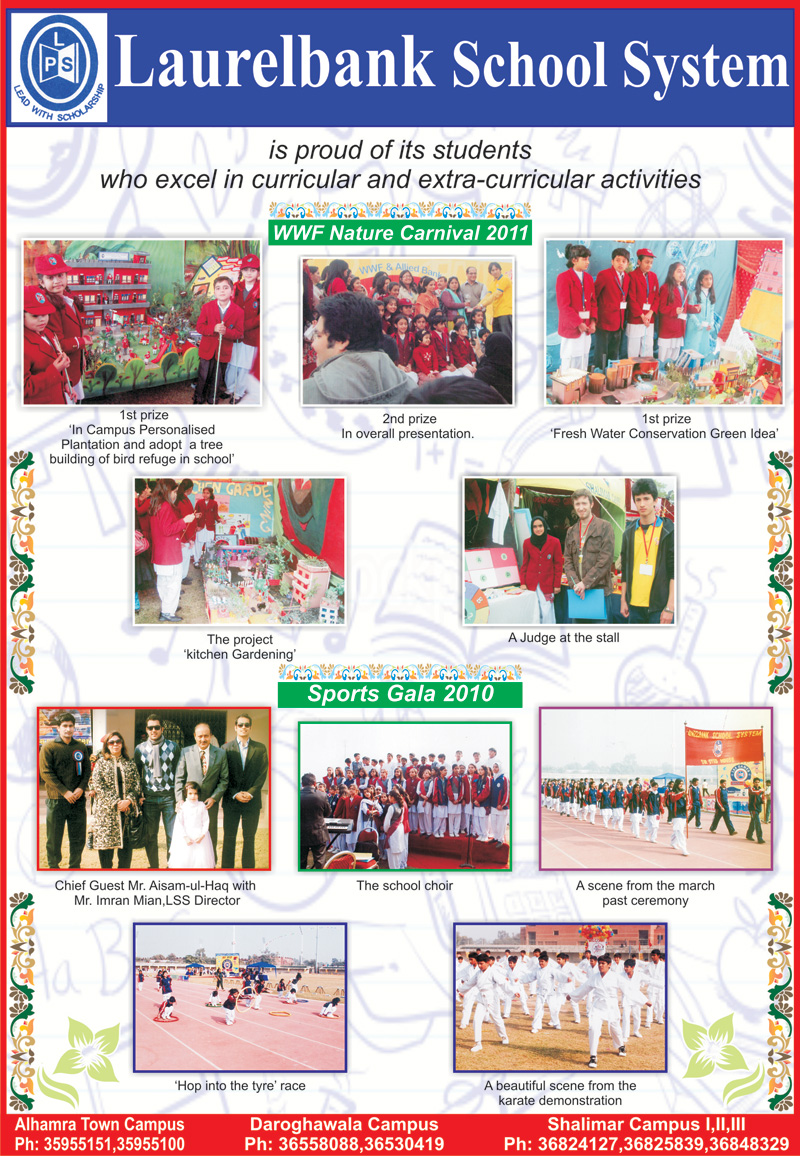 L
P S
LEAD WITH SCHOLARSHIP
Laurelbank School System
is proud of its students
who excel in curricular and extra-curricular activities
WWF Nature Carnival 2011
WWF & Allied Bank
1st prize
‘In Campus Personalised
Plantation and adopt a tree
building of bird refuge in school’
2nd prize
In overall presentation.
1st prize
‘Fresh Water Conservation Green Idea’
The project
‘kitchen Gardening’
A Judge at the stall
Sports Gala 2010
SCHOOL SYSTEM
Chief Guest Mr. Aisam-ul-Haq with
Mr. Imran Mian,LSS Director
The school choir
A scene from the march
past ceremony
‘Hop into the tyre’ race
A beautiful scene from the
karate demonstration
Alhamra Town Campus
Ph: 35955151,35955100
Daroghawala Campus
Ph: 36558088,36530419
Shalimar Campus I,II,III
Ph: 36824127,36825839,36848329